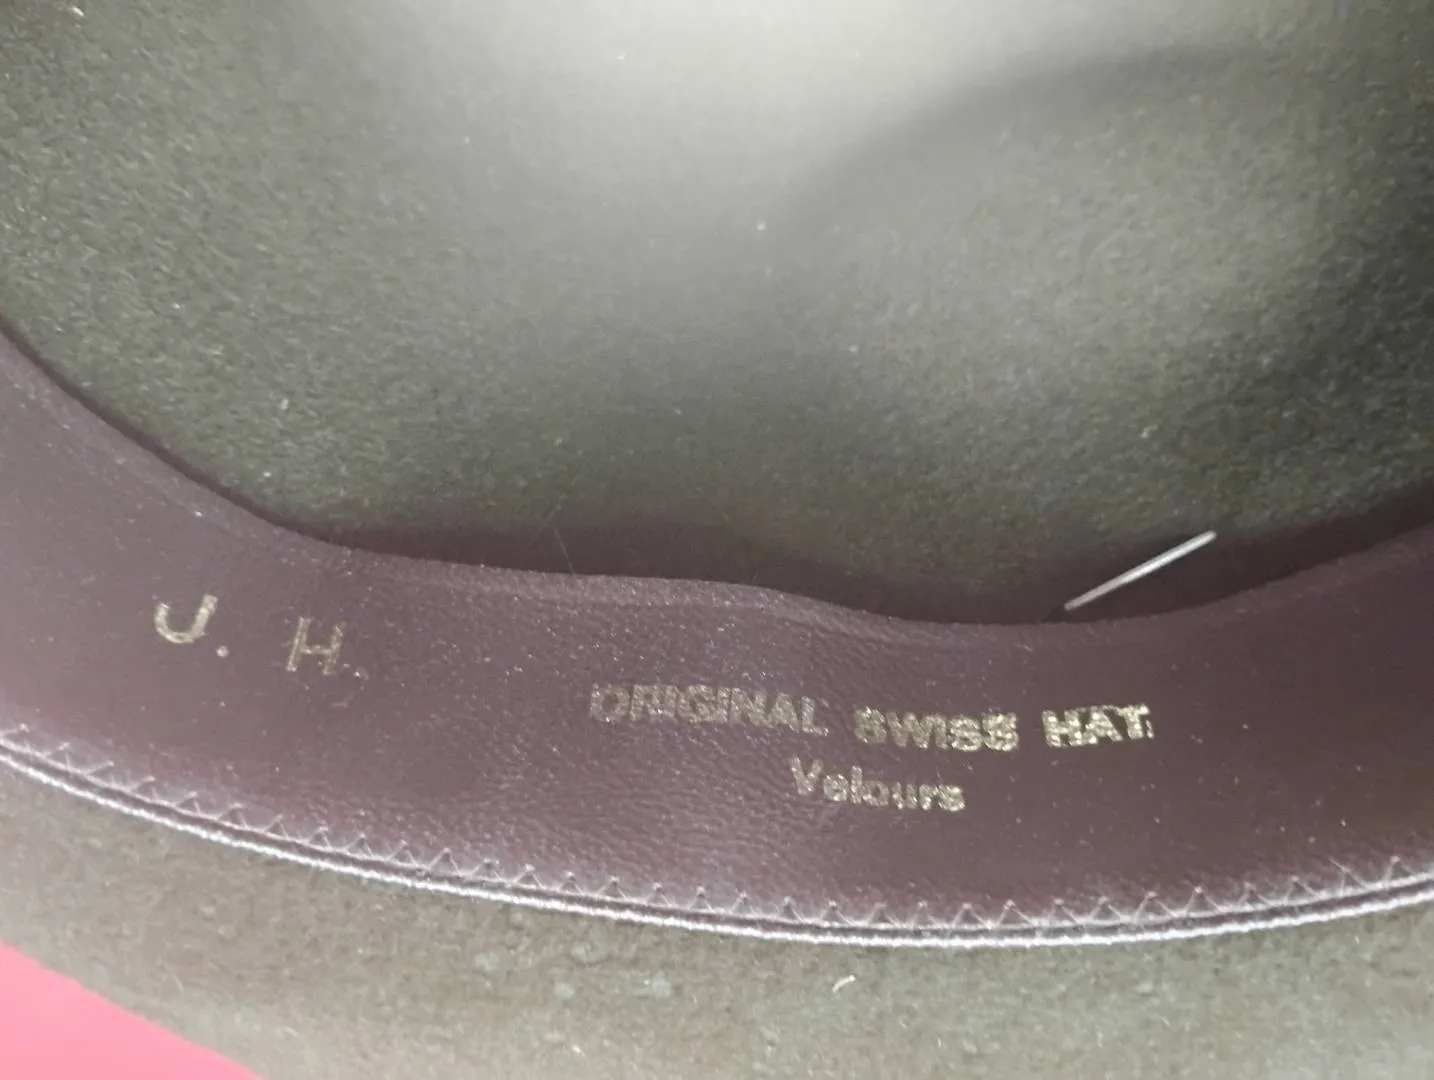 J. H.
ORIGINAL SWISS HAT
Velours